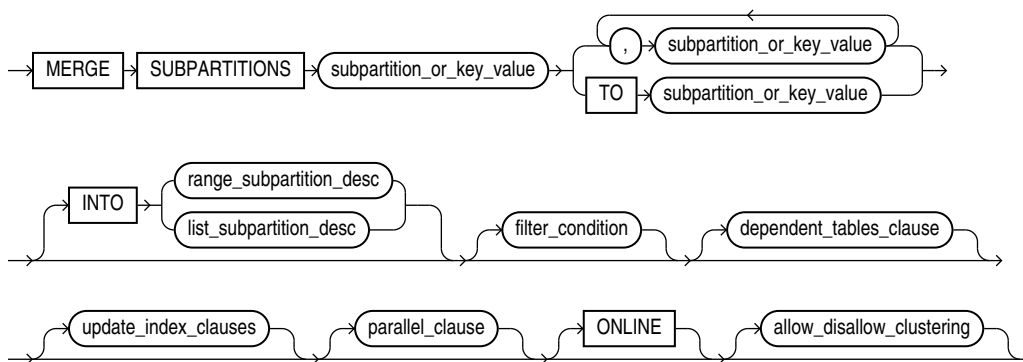 , subpartition_or_key_value
MERGE SUBPARTITIONS subpartition_or_key_value
TO subpartition_or_key_value
range_subpartition_desc
INTO
list_subpartition_desc filter_condition dependent_tables_clause
update_index_clauses parallel_clause ONLINE allow_disallow_clustering